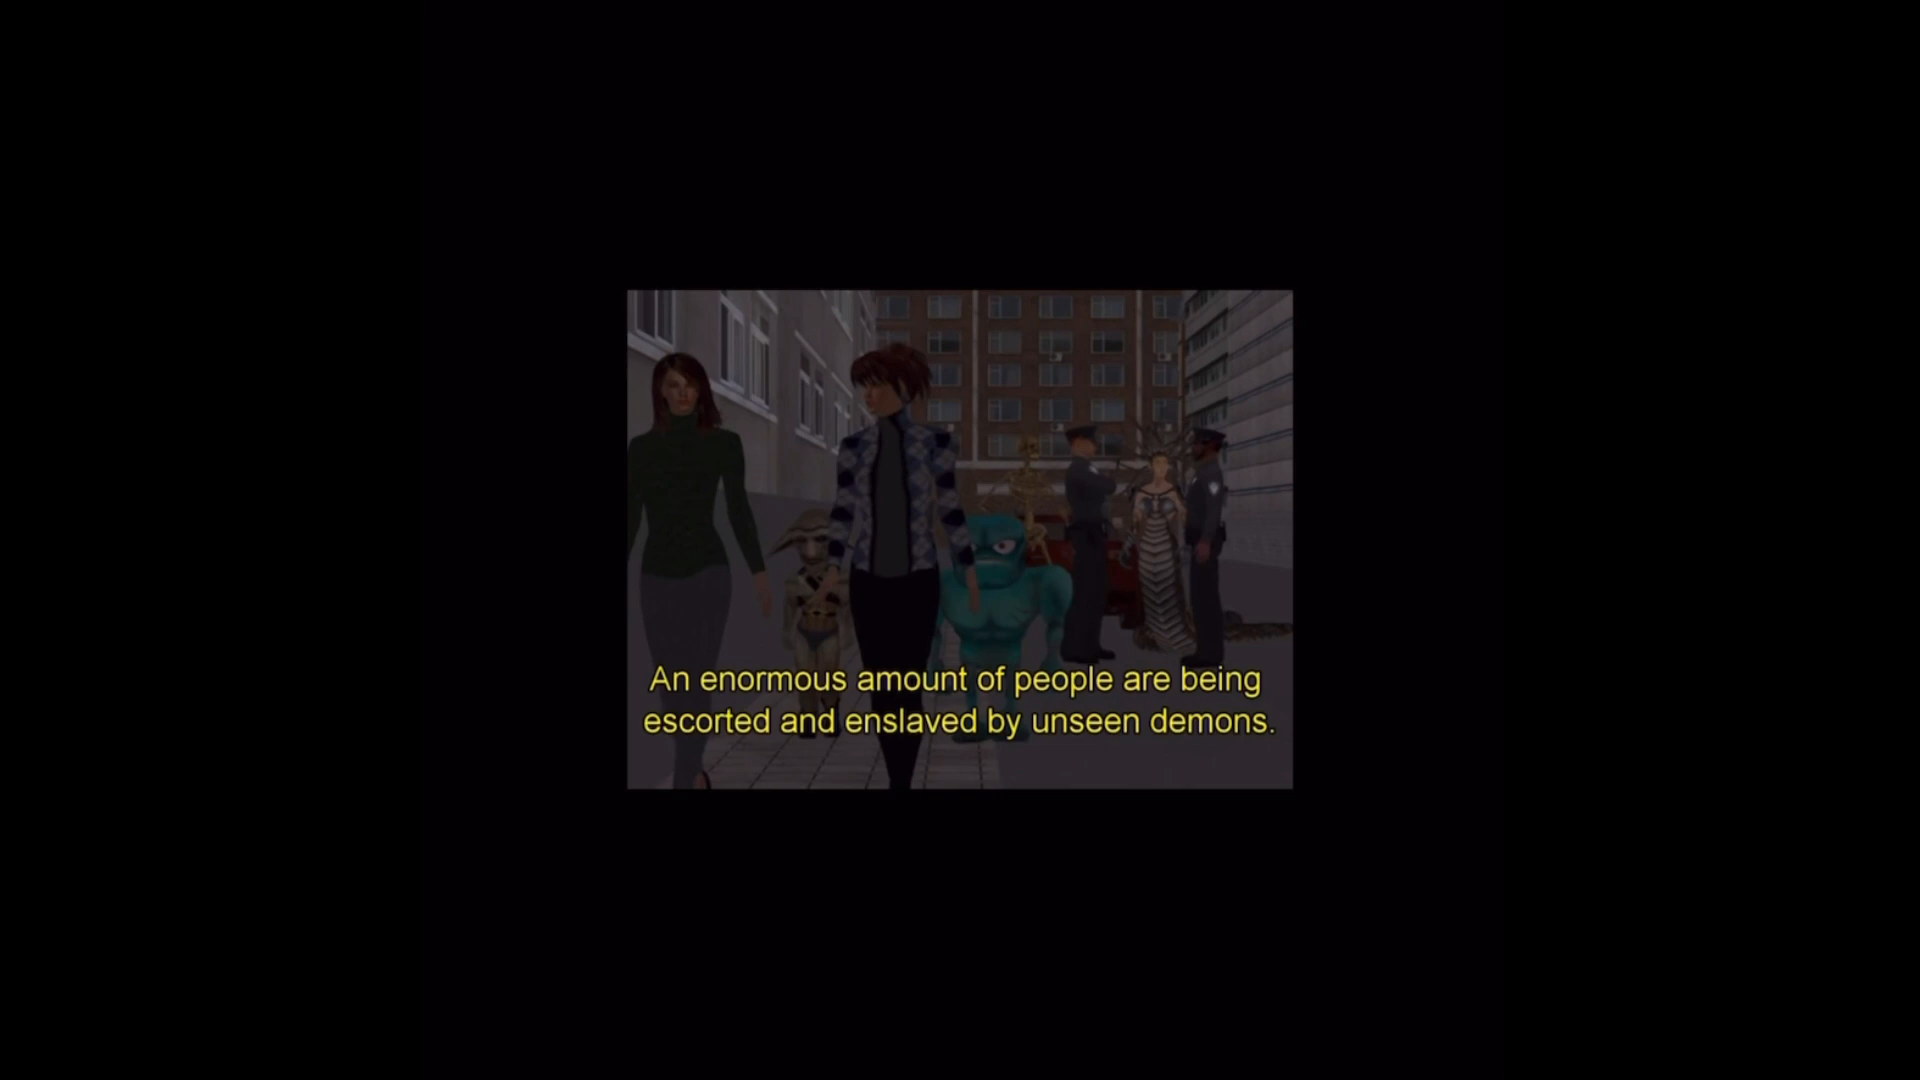 An enormous amount of people are being
escorted and enslaved by unseen demons.